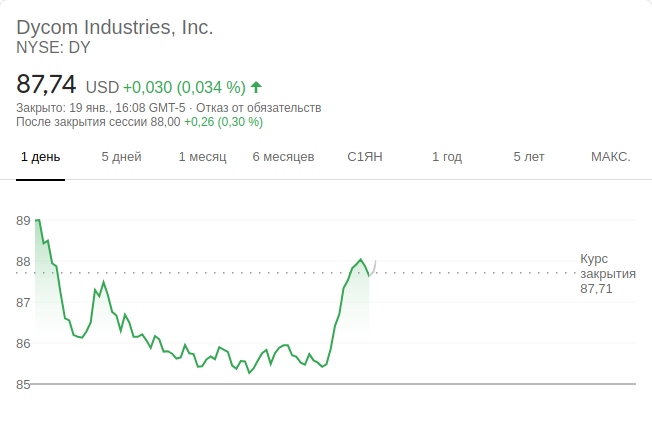 Dycom Industries, Inc.
NYSE: DY
87,74 USD +0,030 (0,034 %)
Закрыто: 19 янв., 16:08 GMT-5 · Отказ от обязательств
После закрытия сессии 88,00 +0,26 (0,30 %)
1 день 5 дней 1 месяц 6 месяцев С1ЯН 1 год 5 лет МАКС.
89
88
87
86
85
Курс
закрытия
87,71